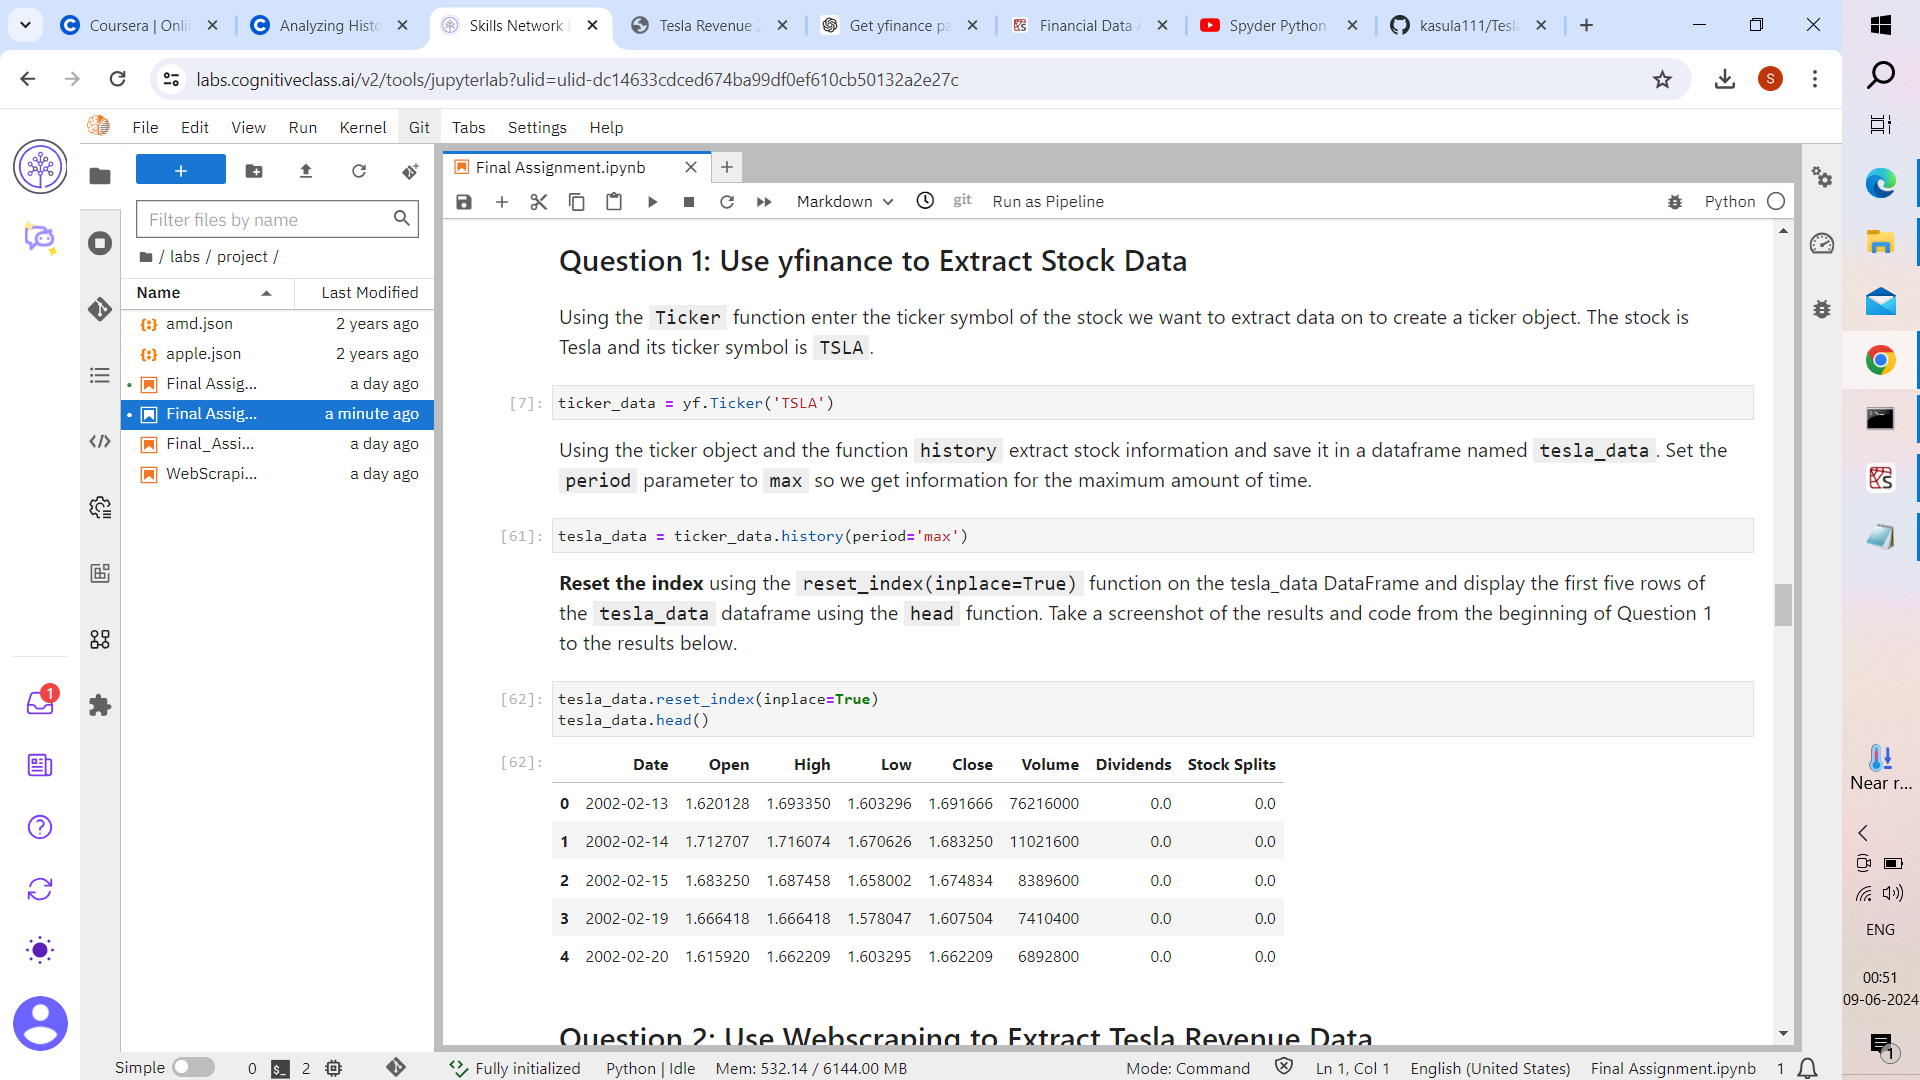 Coursera | Onli
Analyzing Histo
Skills Network
Tesla Revenue 2
Get yfinance pa
Financial Data A
Spyder Python
kasula111/Tesla
labs.cognitiveclass.ai/v2/tools/jupyterlab?ulid=ulid-dc14633cdced674ba99df0ef610cb50132a2e27c
S
File Edit View Run Kernel Git Tabs Settings Help
Final Assignment.ipynb
Markdown
git
Run as Pipeline
Python
Filter files by name
/ labs / project /
Name Last Modified
amd.json 2 years ago
apple.json 2 years ago
Final Assig... a day ago
Final Assig... a minute ago
Final_Assi... a day ago
WebScrapi... a day ago
1
Question 1: Use yfinance to Extract Stock Data
Using the Ticker function enter the ticker symbol of the stock we want to extract data on to create a ticker object. The stock is
Tesla and its ticker symbol is TSLA .
[7]: ticker_data = yf.Ticker('TSLA')
Using the ticker object and the function history extract stock information and save it in a dataframe named tesla_data . Set the
period parameter to max so we get information for the maximum amount of time.
[61]: tesla_data = ticker_data.history(period='max')
Reset the index using the reset_index(inplace=True) function on the tesla_data DataFrame and display the first five rows of
the tesla_data dataframe using the head function. Take a screenshot of the results and code from the beginning of Question 1
to the results below.
[62]: tesla_data.reset_index(inplace=True)
tesla_data.head()
[62]: Date Open High Low Close Volume Dividends Stock Splits
0 2002-02-13 1.620128 1.693350 1.603296 1.691666 76216000 0.0 0.0
1 2002-02-14 1.712707 1.716074 1.670626 1.683250 11021600 0.0 0.0
2 2002-02-15 1.683250 1.687458 1.658002 1.674834 8389600 0.0 0.0
3 2002-02-19 1.666418 1.666418 1.578047 1.607504 7410400 0.0 0.0
4 2002-02-20 1.615920 1.662209 1.603295 1.662209 6892800 0.0 0.0
Question 2: Use Webscraping to Extract Tesla Revenue Data
Simple 0 2 Fully initialized Python | Idle Mem: 532.14 / 6144.00 MB Mode: Command Ln 1, Col 1 English (United States) Final Assignment.ipynb 1
Near r...
ENG
00:51
09-06-2024
1